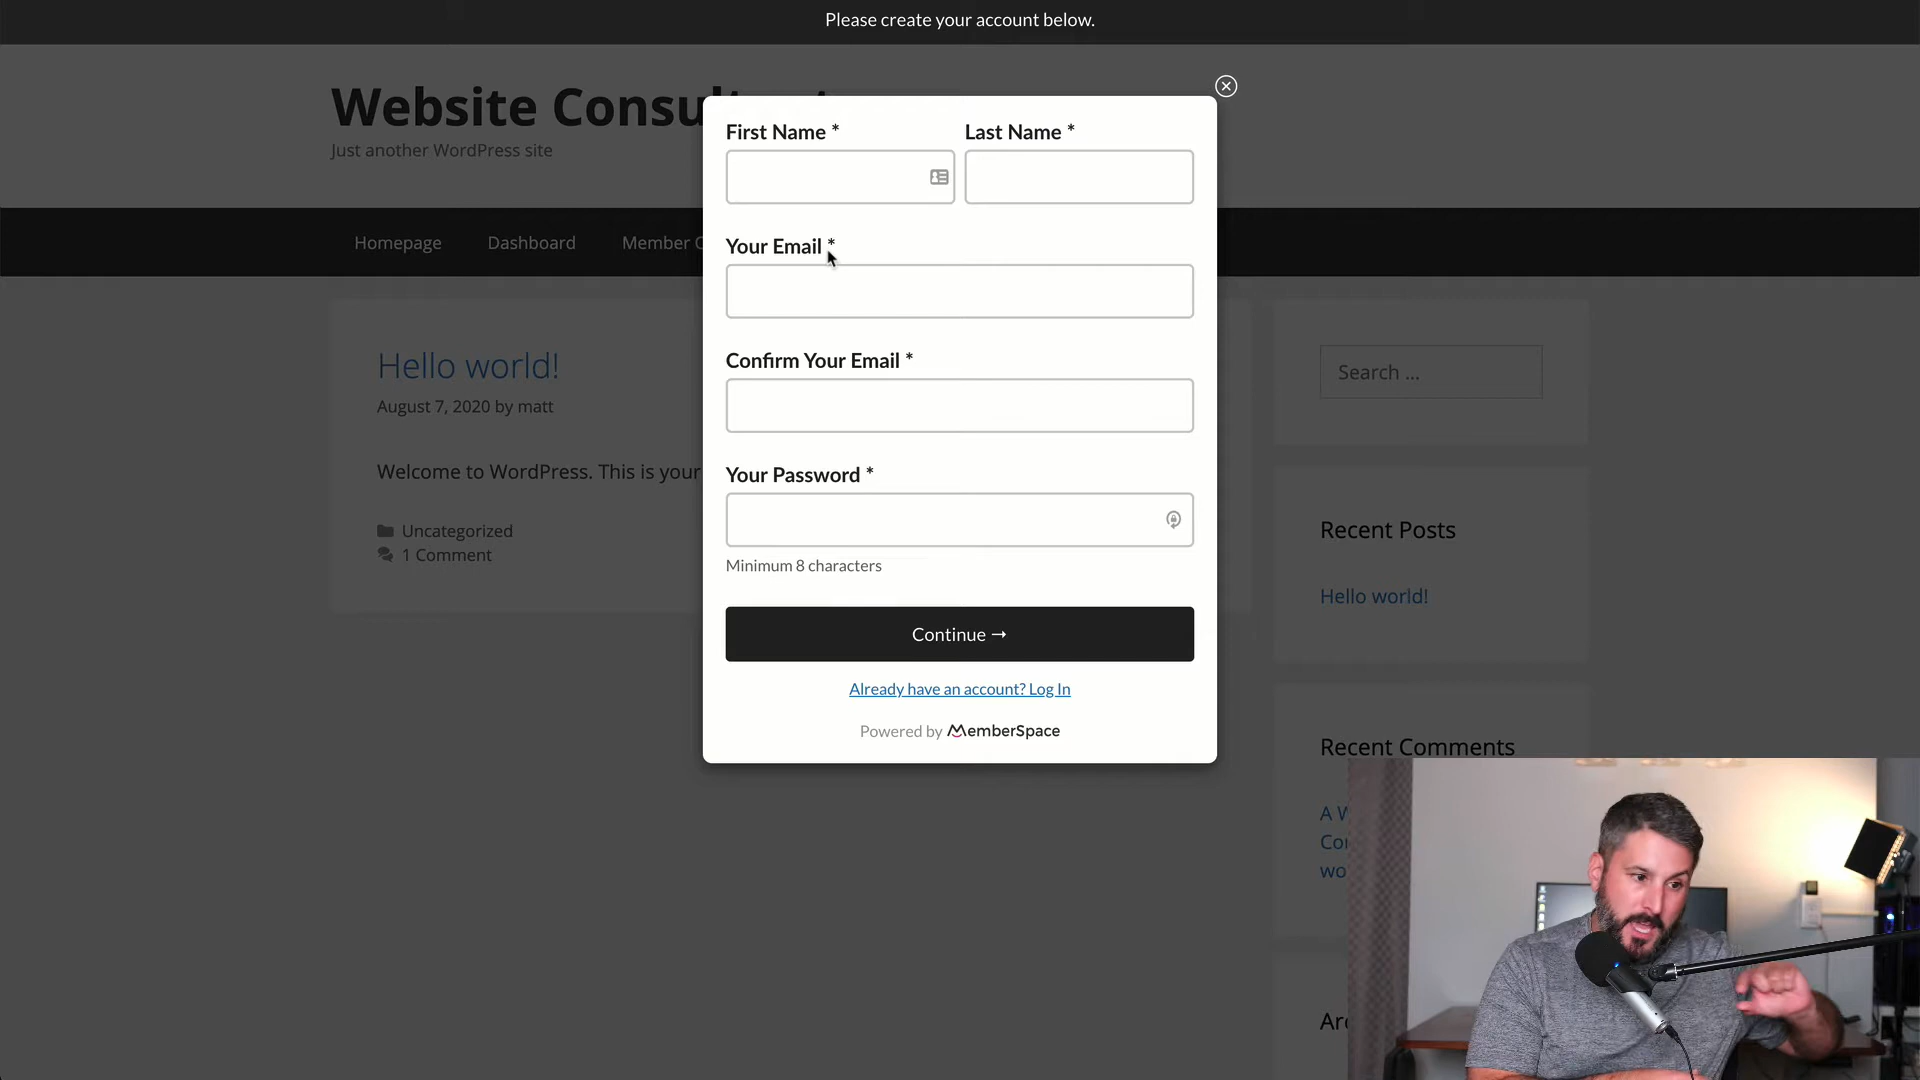 Please create your account below.
Website Consu
Just another WordPress site
Homepage Dashboard Member
First Name * Last Name *
Your Email *
Confirm Your Email *
Your Password *
Minimum 8 characters
Continue →
Already have an account? Log In
Powered by MemberSpace
Hello world!
August 7, 2020 by matt
Welcome to WordPress. This is your
Uncategorized
1 Comment
Search ...
Recent Posts
Hello world!
Recent Comments
A